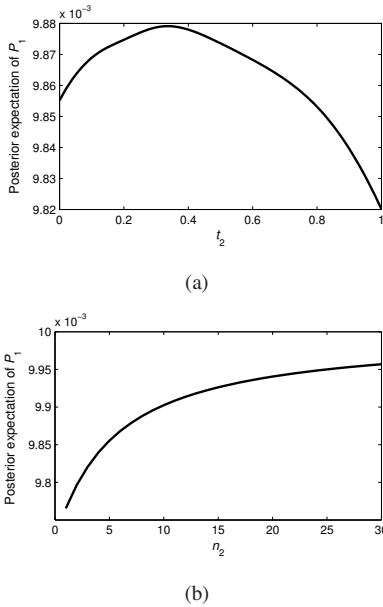 x 10⁻³
9.88
9.87
9.86
9.85
9.84
9.83
9.82
Posterior expectation of P₁
0 0.2 0.4 0.6 0.8 1
t₂
(a)
x 10⁻³
10
9.95
9.9
9.85
9.8
Posterior expectation of P₁
0 5 10 15 20 25 30
n₂
(b)